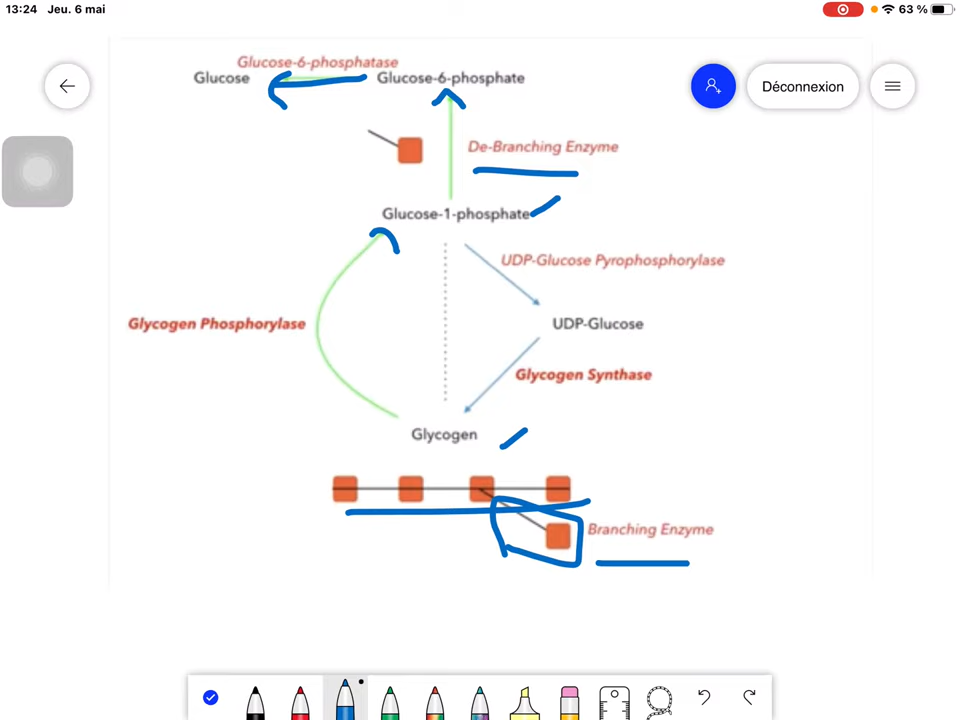 13:24 Jeu. 6 mai
63 %
Glucose-6-phosphatase
Glucose
Glucose-6-phosphate
Déconnexion
De-Branching Enzyme
Glucose-1-phosphate
UDP-Glucose Pyrophosphorylase
Glycogen Phosphorylase
UDP-Glucose
Glycogen Synthase
Glycogen
Branching Enzyme